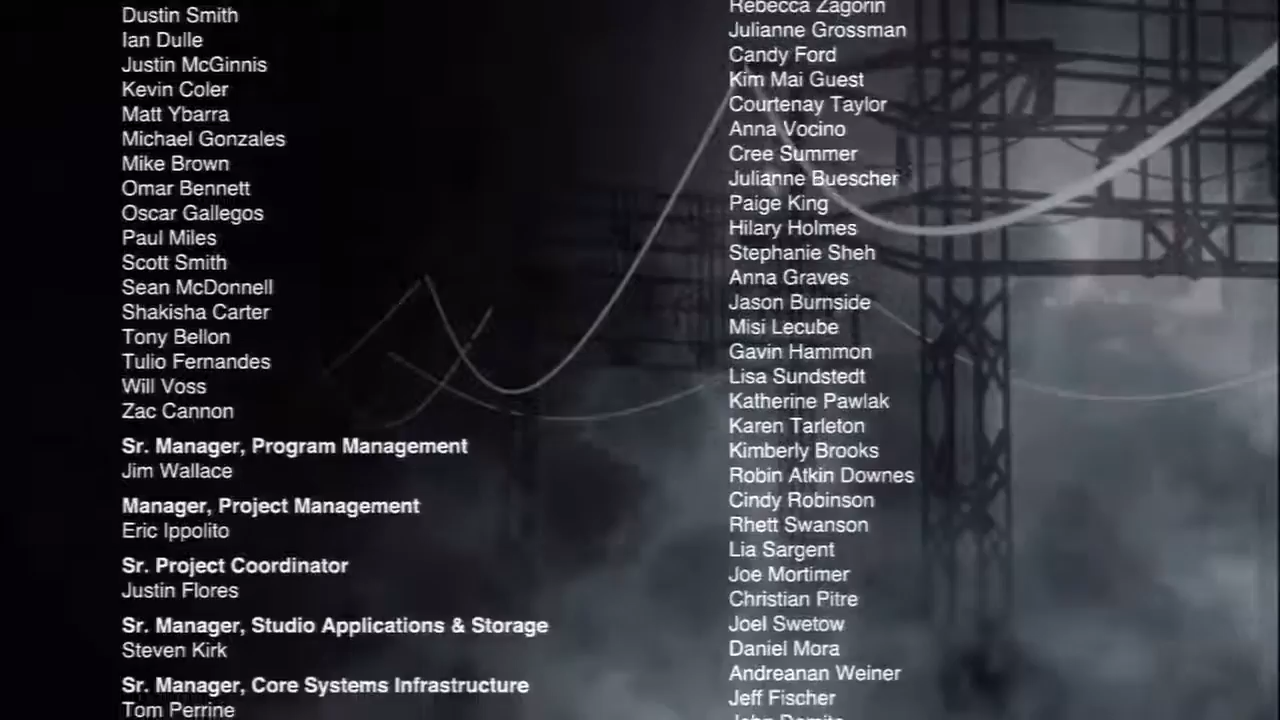 Dustin Smith
Ian Dulle
Justin McGinnis
Kevin Coler
Matt Ybarra
Michael Gonzales
Mike Brown
Omar Bennett
Oscar Gallegos
Paul Miles
Scott Smith
Sean McDonnell
Shakisha Carter
Tony Bellon
Tulio Fernandes
Will Voss
Zac Cannon
Sr. Manager, Program Management
Jim Wallace
Manager, Project Management
Eric Ippolito
Sr. Project Coordinator
Justin Flores
Sr. Manager, Studio Applications & Storage
Steven Kirk
Sr. Manager, Core Systems Infrastructure
Tom Perrine
Rebecca Zagorin
Julianne Grossman
Candy Ford
Kim Mai Guest
Courtenay Taylor
Anna Vocino
Cree Summer
Julianne Buescher
Paige King
Hilary Holmes
Stephanie Sheh
Anna Graves
Jason Burnside
Misi Lecube
Gavin Hammon
Lisa Sundstedt
Katherine Pawlak
Karen Tarleton
Kimberly Brooks
Robin Atkin Downes
Cindy Robinson
Rhett Swanson
Lia Sargent
Joe Mortimer
Christian Pitre
Joel Swetow
Daniel Mora
Andreanan Weiner
Jeff Fischer